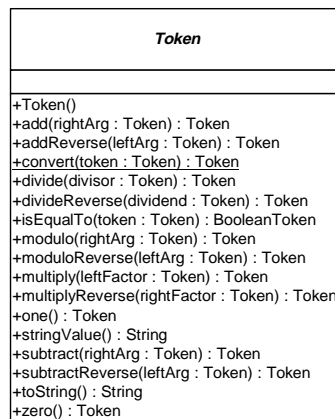 Token
+Token()
+add(rightArg : Token) : Token
+addReverse(leftArg : Token) : Token
+convert(token : Token) : Token
+divide(divisor : Token) : Token
+divideReverse(dividend : Token) : Token
+isEqualTo(token : Token) : BooleanToken
+modulo(rightArg : Token) : Token
+moduloReverse(leftArg : Token) : Token
+multiply(leftFactor : Token) : Token
+multiplyReverse(rightFactor : Token) : Token
+one() : Token
+stringValue() : String
+subtract(rightArg : Token) : Token
+subtractReverse(leftArg : Token) : Token
+toString() : String
+zero() : Token